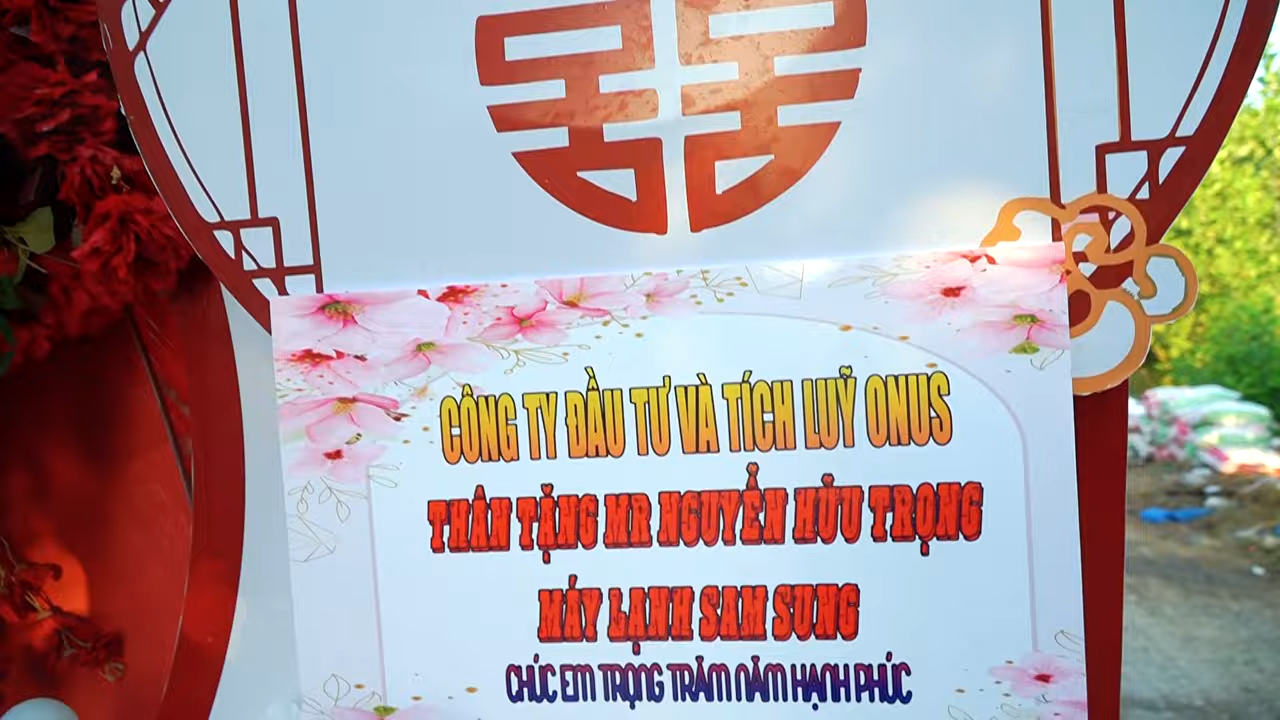 囍
CÔNG TY ĐẦU TƯ VÀ TÍCH LUỸ ONUS
THÂN TẶNG MR NGUYỄN HỮU TRỌNG
MÁY LẠNH SAM SUNG
CHÚC EM TRỌNG TRĂM NĂM HẠNH PHÚC